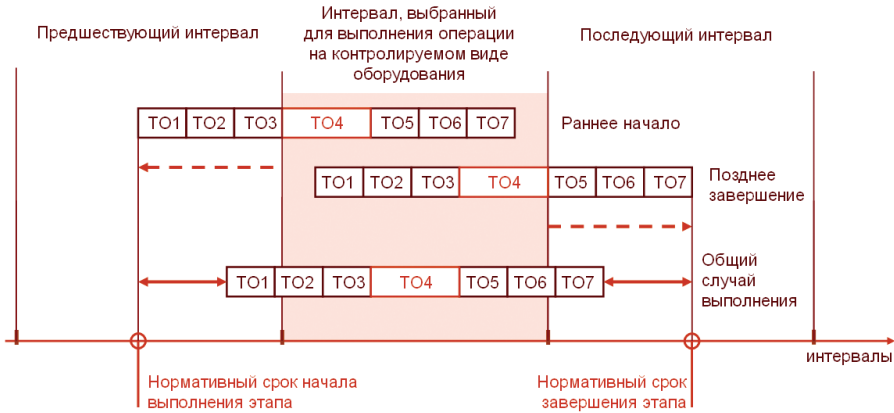 Предшествующий интервал
Интервал, выбранный
для выполнения операции
на контролируемом виде
оборудования
Последующий интервал
ТО1 ТО2 ТО3 ТО4 ТО5 ТО6 ТО7
Раннее начало
ТО1 ТО2 ТО3 ТО4 ТО5 ТО6 ТО7
Позднее
завершение
ТО1 ТО2 ТО3 ТО4 ТО5 ТО6 ТО7
Общий
случай
выполнения
интервалы
Нормативный срок начала
выполнения этапа
Нормативный срок
завершения этапа